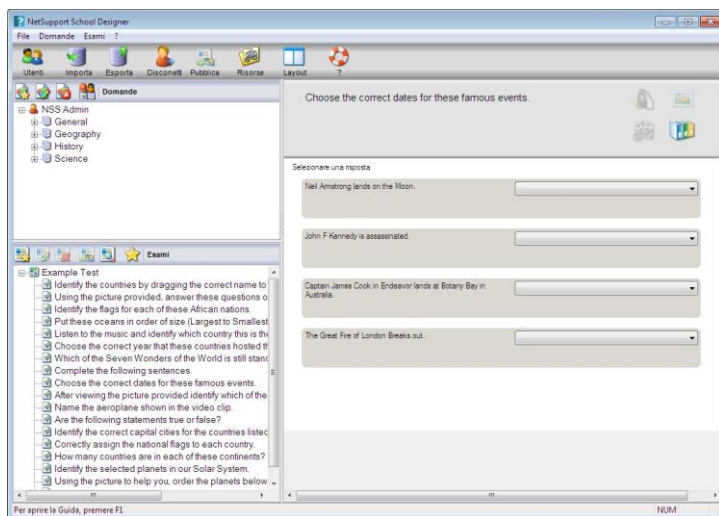 NetSupport School Designer
File Domande Esami ?
Utenti Importa Esporta Disconetti Pubblica Risorse Layout ?
Domande
NSS Admin
General
Geography
History
Science
Esami
Example Test
Identify the countries by dragging the correct name to
Using the picture provided, answer these questions o
Identify the flags for each of these African nations.
Put these oceans in order of size (Largest to Smallest
Listen to the music and identify which country this is the
Choose the correct year that these countries hosted th
Which of the Seven Wonders of the World is still stand
Complete the following sentences.
Choose the correct dates for these famous events.
After viewing the picture provided identify which of the
Name the aeroplane shown in the video clip.
Are the following statements true or false?
Identify the correct capital cities for the countries listed
Correctly assign the national flags to each country.
How many countries are in each of these continents?
Identify the selected planets in our Solar System.
Using the picture to help you, order the planets below
Choose the correct dates for these famous events.
Selezionare una risposta
Neil Amstrong lands on the Moon.
John F Kennedy is assassinated.
Captain James Cook in Endeavor lands at Botany Bay in
Australia.
The Great Fire of London Breaks out.
Per aprire la Guida, premere F1
NUM